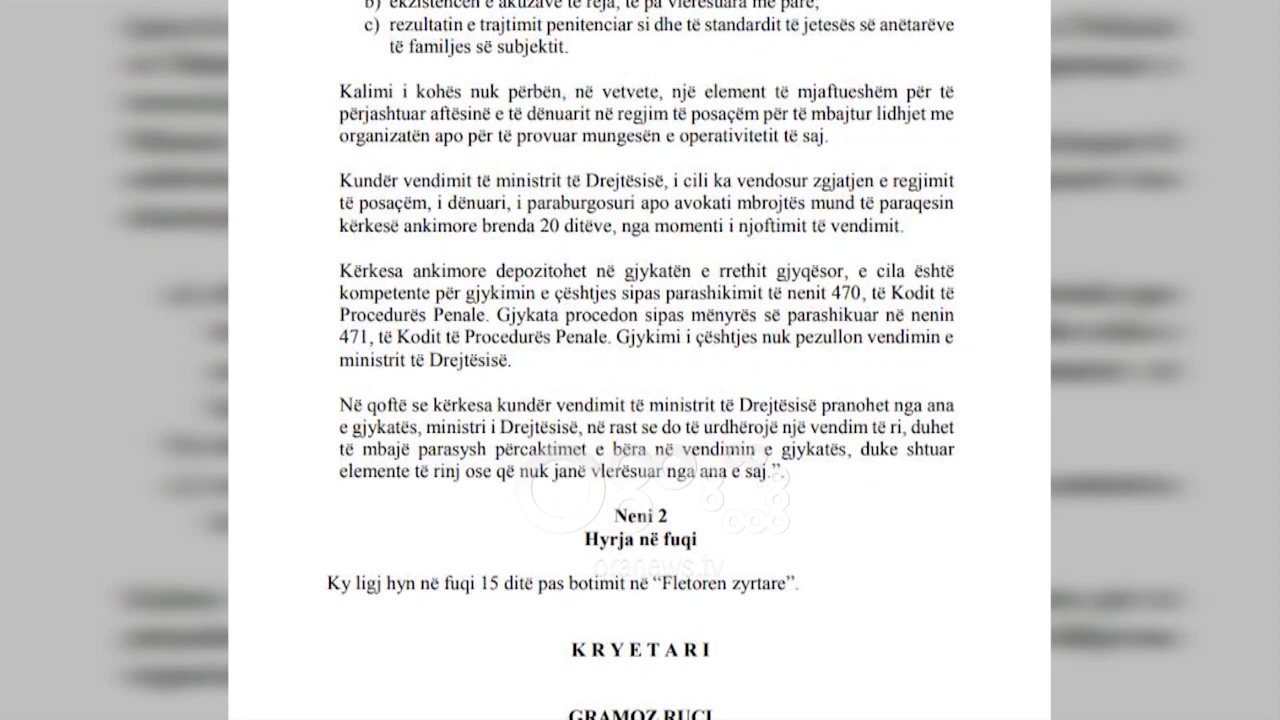 b) ekzistencën e akuzave të reja, të pa vlerësuara më parë;
c) rezultatin e trajtimit penitenciar si dhe të standardit të jetesës së anëtarëve
të familjes së subjektit.
Kalimi i kohës nuk përbën, në vetvete, një element të mjaftueshëm për të
përjashtuar aftësinë e të dënuarit në regjim të posaçëm për të mbajtur lidhjet me
organizatën apo për të provuar mungesën e operativitetit të saj.
Kundër vendimit të ministrit të Drejtësisë, i cili ka vendosur zgjatjen e regjimit
të posaçëm, i dënuari, i paraburgosuri apo avokati mbrojtës mund të paraqesin
kërkesë ankimore brenda 20 ditëve, nga momenti i njoftimit të vendimit.
Kërkesa ankimore depozitohet në gjykatën e rrethit gjyqësor, e cila është
kompetente për gjykimin e çështjes sipas parashikimit të nenit 470, të Kodit të
Procedurës Penale. Gjykata procedon sipas mënyrës së parashikuar në nenin
471, të Kodit të Procedurës Penale. Gjykimi i çështjes nuk pezullon vendimin e
ministrit të Drejtësisë.
Në qoftë se kërkesa kundër vendimit të ministrit të Drejtësisë pranohet nga ana
e gjykatës, ministri i Drejtësisë, në rast se do të urdhërojë një vendim të ri, duhet
të mbajë parasysh përcaktimet e bëra në vendimin e gjykatës, duke shtuar
elemente të rinj ose që nuk janë vlerësuar nga ana e saj.”.
Neni 2
Hyrja në fuqi
oranews.tv
Ky ligj hyn në fuqi 15 ditë pas botimit në “Fletoren zyrtare”.
K R Y E T A R I
GRAMOZ RUÇI